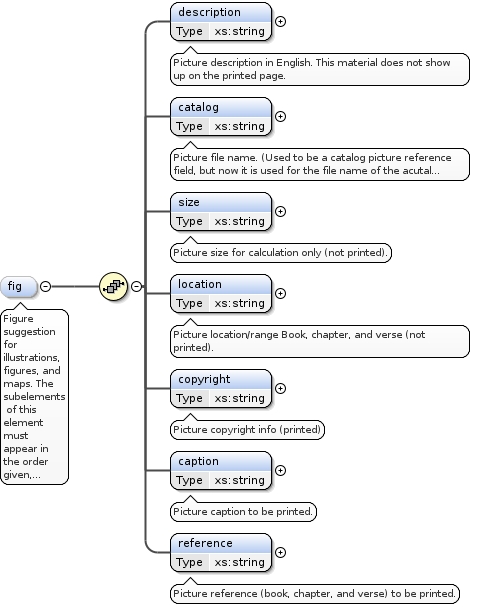 description
Type xs:string
Picture description in English. This material does not show
up on the printed page.
catalog
Type xs:string
Picture file name. (Used to be a catalog picture reference
field, but now it is used for the file name of the acutal...
size
Type xs:string
Picture size for calculation only (not printed).
fig
Figure
suggestion
for
illustrations,
figures, and
maps. The
subelements
of this
element
must
appear in
the order
given,...
location
Type xs:string
Picture location/range Book, chapter, and verse (not
printed).
copyright
Type xs:string
Picture copyright info (printed)
caption
Type xs:string
Picture caption to be printed.
reference
Type xs:string
Picture reference (book, chapter, and verse) to be printed.